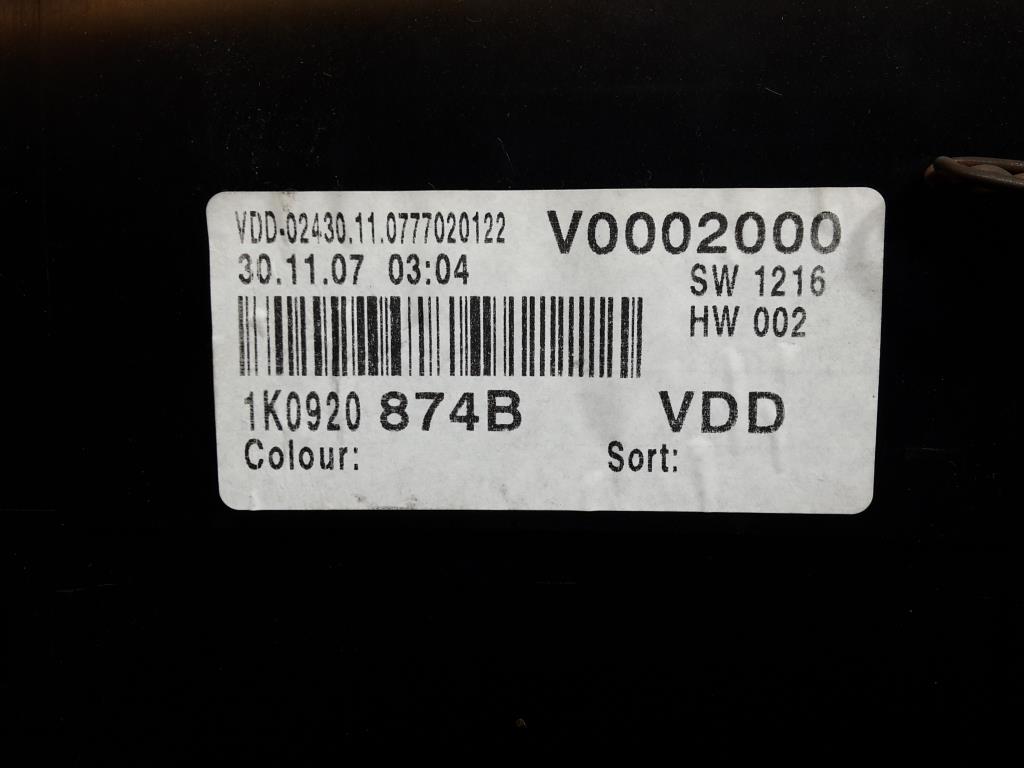 VDD-02430.11.0777020122 V0002000
30.11.07 03:04 SW 1216
HW 002
1K0920 874B VDD
Colour: Sort: